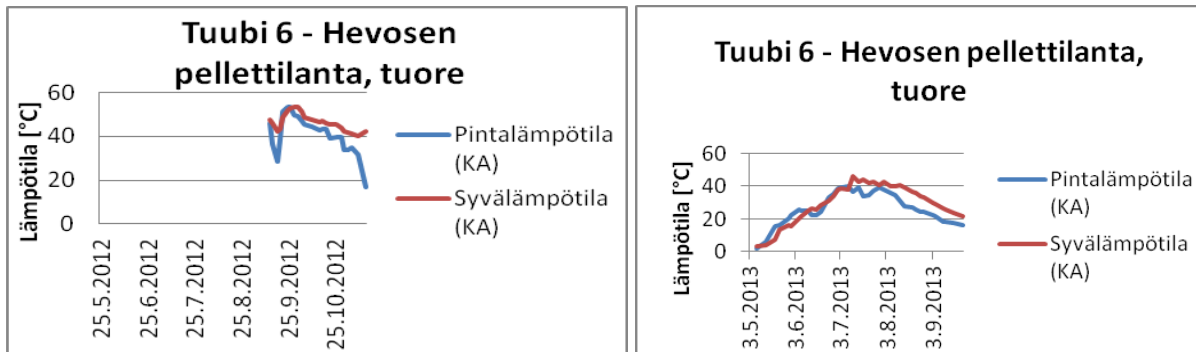 Tuubi 6 - Hevosen
pellettilanta, tuore
Lämpötila [°C]
60
40
20
0
25.5.2012
25.6.2012
25.7.2012
25.8.2012
25.9.2012
25.10.2012
Pintalämpötila
(KA)
Syvälämpötila
(KA)
Tuubi 6 - Hevosen pellettilanta,
tuore
Lämpötila [°C]
60
40
20
0
3.5.2013
3.6.2013
3.7.2013
3.8.2013
3.9.2013
Pintalämpötila
(KA)
Syvälämpötila
(KA)